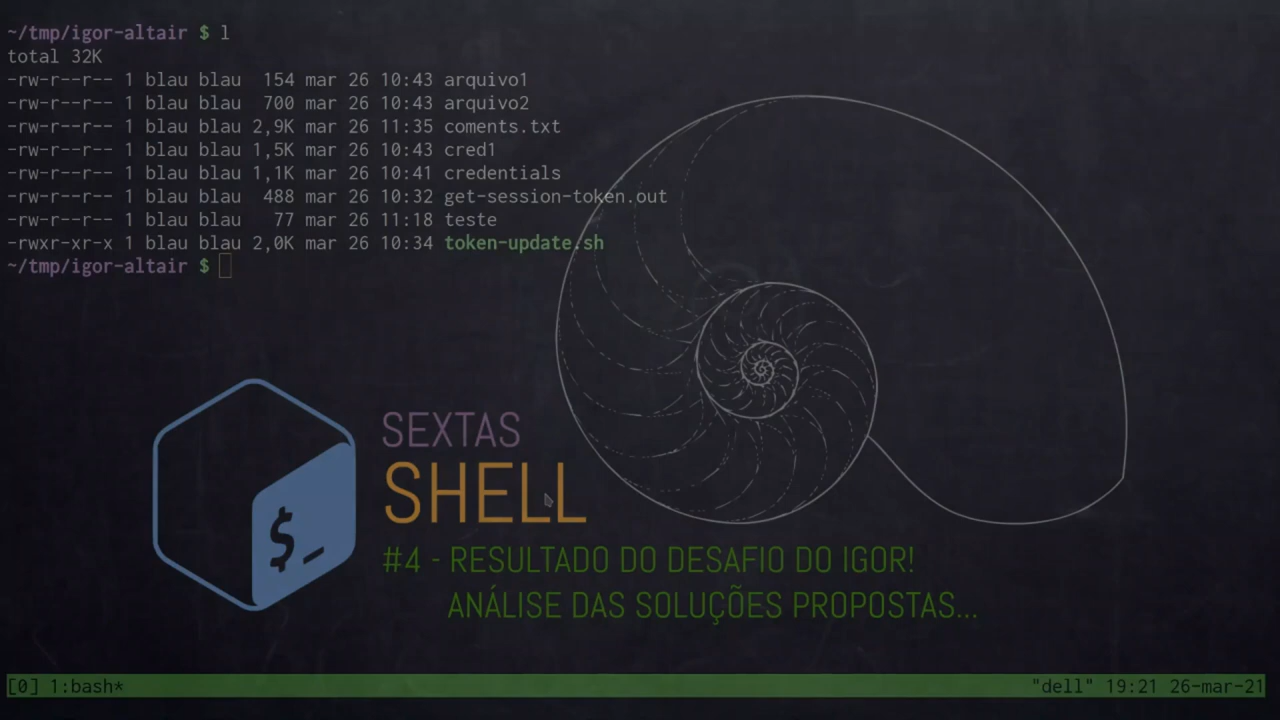 ~/tmp/igor-altair $ l
total 32K
-rw-r--r-- 1 blau blau  154 mar 26 10:43 arquivo1
-rw-r--r-- 1 blau blau  700 mar 26 10:43 arquivo2
-rw-r--r-- 1 blau blau 2,9K mar 26 11:35 coments.txt
-rw-r--r-- 1 blau blau 1,5K mar 26 10:43 cred1
-rw-r--r-- 1 blau blau 1,1K mar 26 10:41 credentials
-rw-r--r-- 1 blau blau  488 mar 26 10:32 get-session-token.out
-rw-r--r-- 1 blau blau   77 mar 26 11:18 teste
-rwxr-xr-x 1 blau blau 2,0K mar 26 10:34 token-update.sh
~/tmp/igor-altair $
SEXTAS
SHELL
$_
#4 - RESULTADO DO DESAFIO DO IGOR!
ANÁLISE DAS SOLUÇÕES PROPOSTAS...
[0] 1:bash* "dell" 19:21 26-mar-21